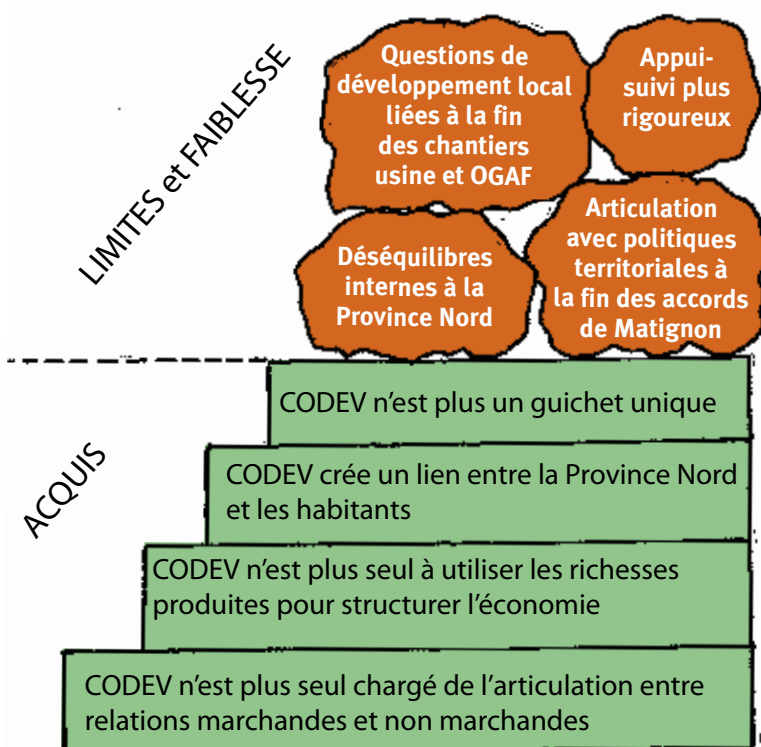 LIMITES et FAIBLESSE
Questions de
développement local
liées à la fin
des chantiers
usine et OGAF
Appui-
suivi plus
rigoureux
Déséquilibres
internes à la
Province Nord
Articulation
avec politiques
territoriales à
la fin des accords
de Matignon
ACQUIS
CODEV n'est plus un guichet unique
CODEV crée un lien entre la Province Nord
et les habitants
CODEV n'est plus seul à utiliser les richesses
produites pour structurer l'économie
CODEV n'est plus seul chargé de l'articulation entre
relations marchandes et non marchandes